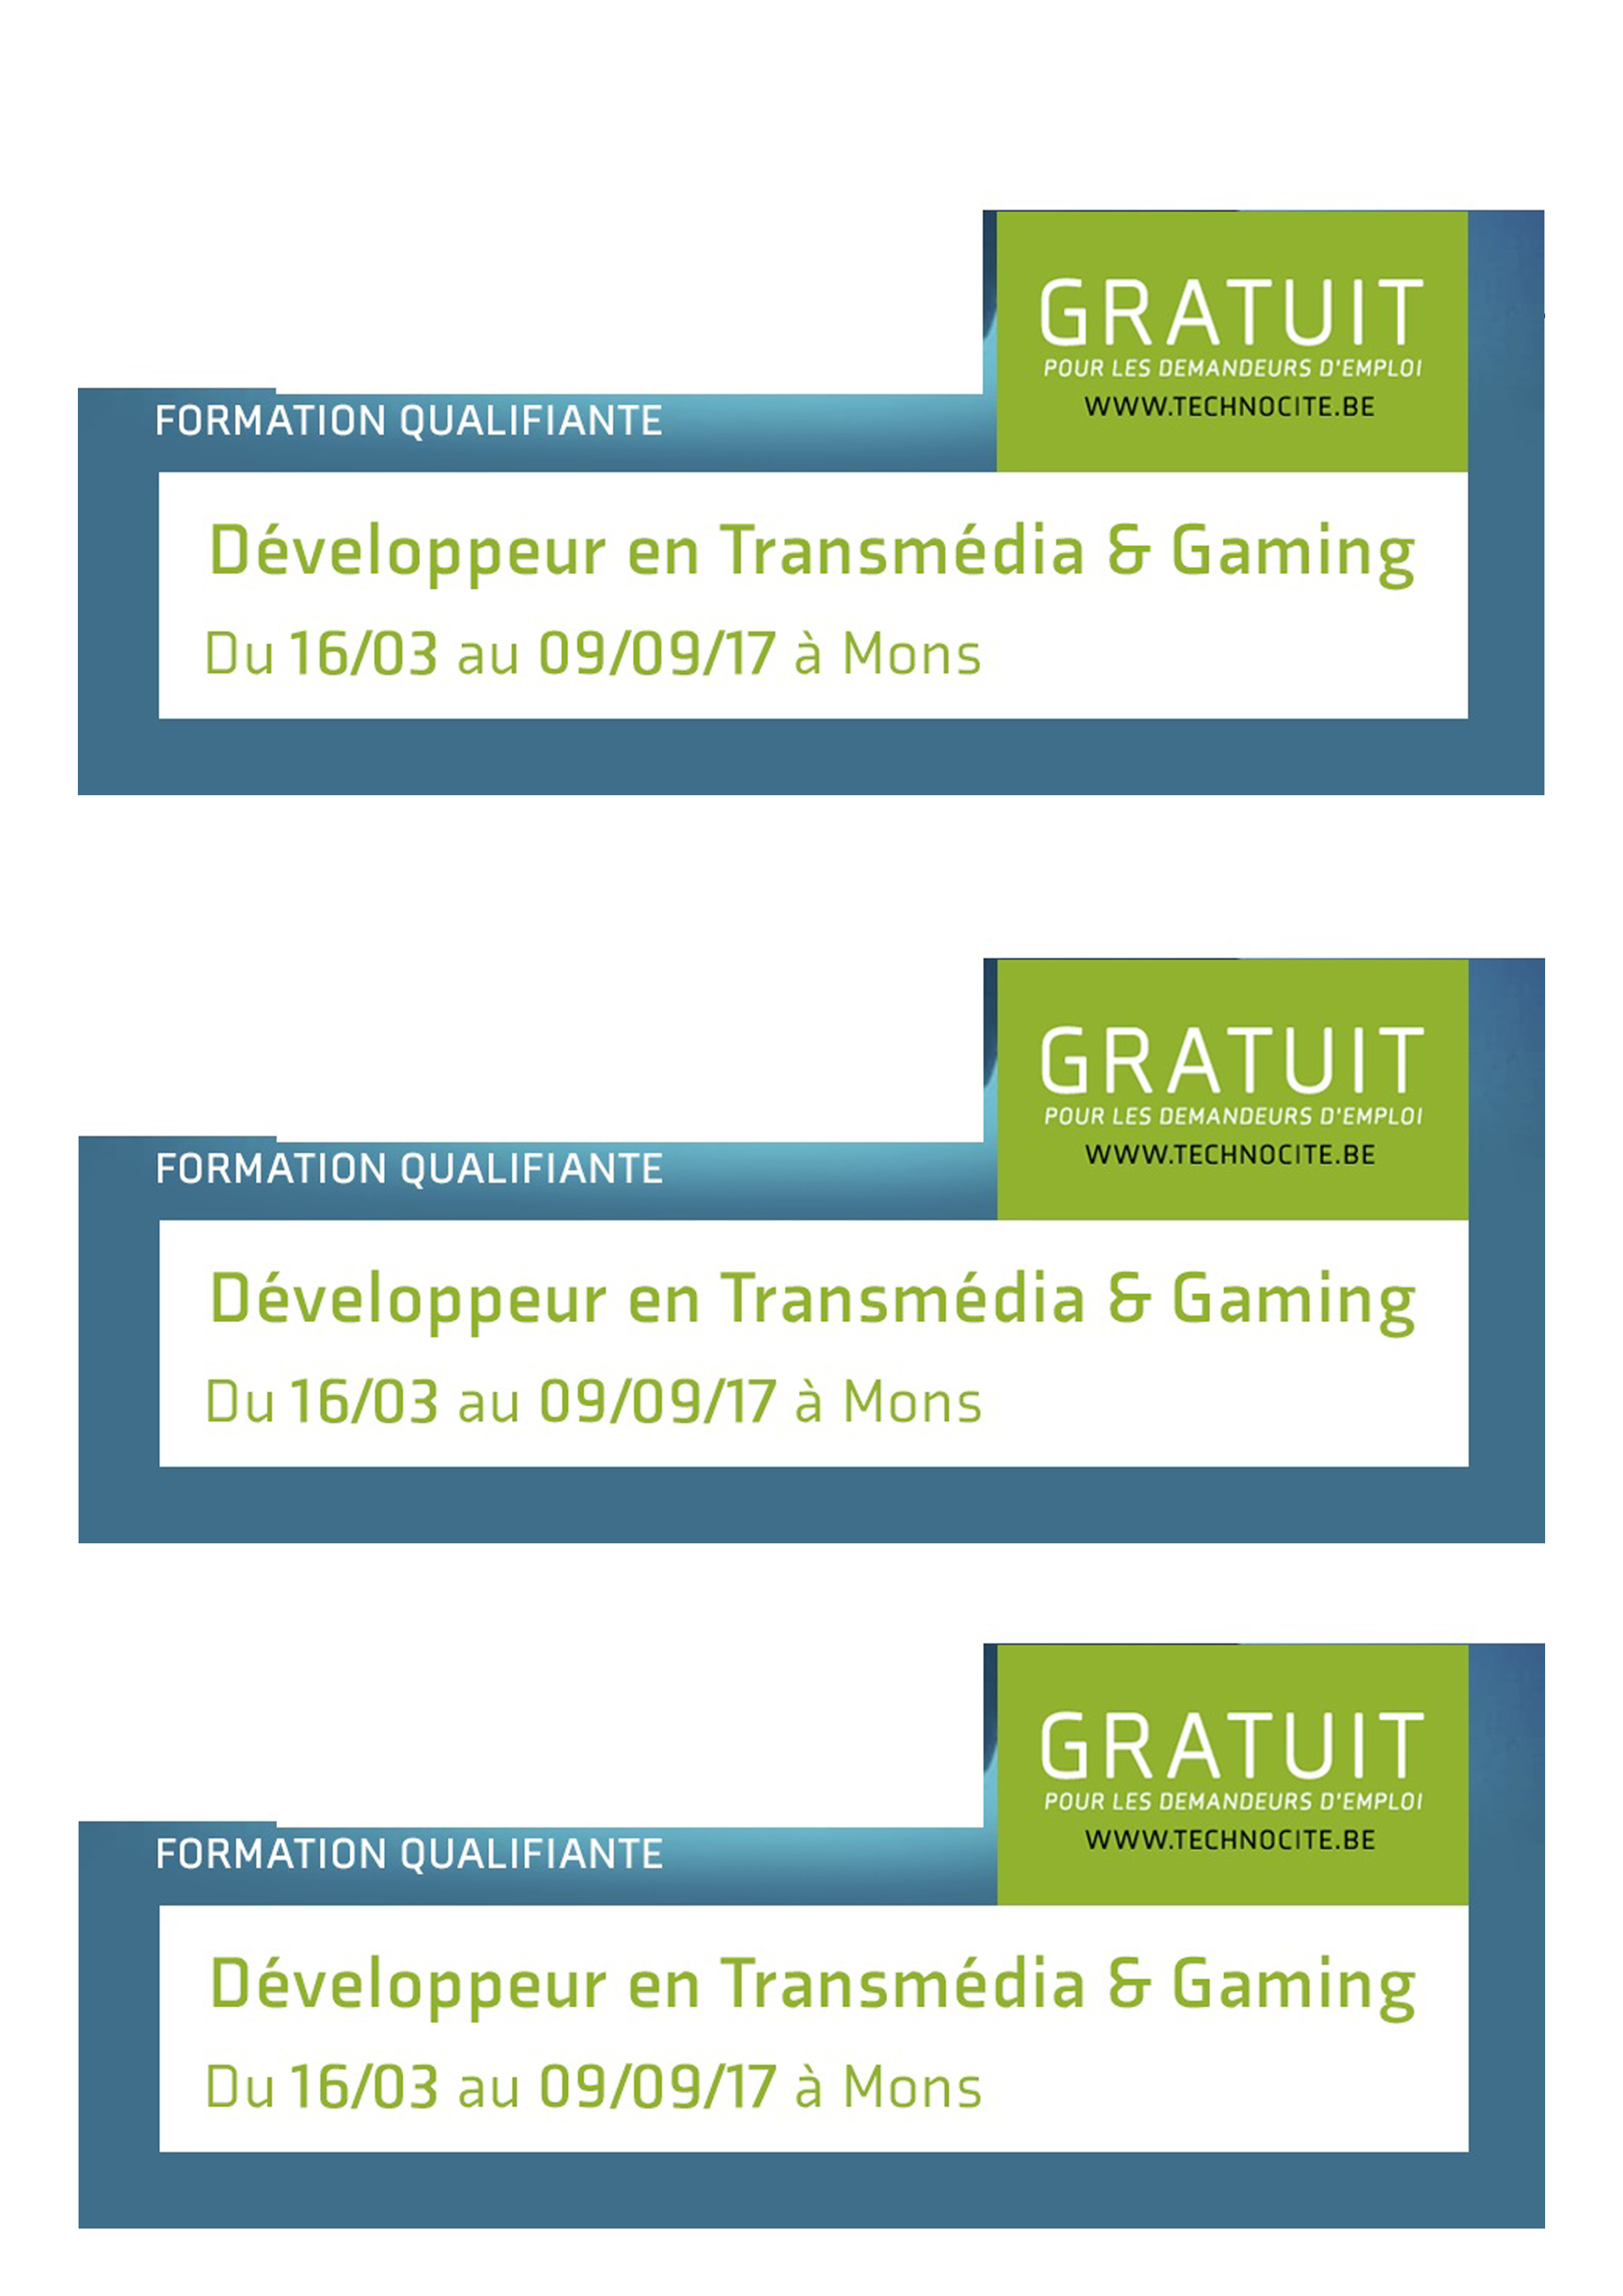 GRATUIT
POUR LES DEMANDEURS D'EMPLOI
WWW.TECHNOCITE.BE
FORMATION QUALIFIANTE
Développeur en Transmédia & Gaming
Du 16/03 au 09/09/17 à Mons
GRATUIT
POUR LES DEMANDEURS D'EMPLOI
WWW.TECHNOCITE.BE
FORMATION QUALIFIANTE
Développeur en Transmédia & Gaming
Du 16/03 au 09/09/17 à Mons
GRATUIT
POUR LES DEMANDEURS D'EMPLOI
WWW.TECHNOCITE.BE
FORMATION QUALIFIANTE
Développeur en Transmédia & Gaming
Du 16/03 au 09/09/17 à Mons